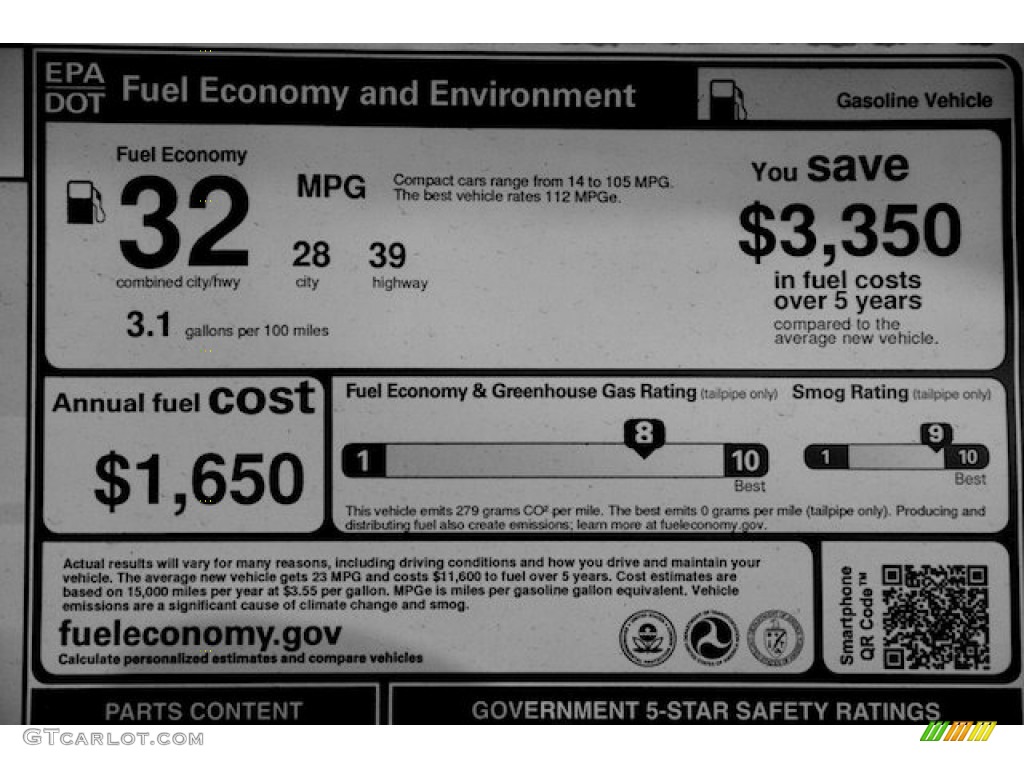 EPA
DOT
Fuel Economy and Environment
Gasoline Vehicle
Fuel Economy
32
MPG
combined city/hwy
28
city
39
highway
Compact cars range from 14 to 105 MPG.
The best vehicle rates 112 MPGe.
3.1 gallons per 100 miles
You save
$3,350
in fuel costs
over 5 years
compared to the
average new vehicle.
Annual fuel cost
$1,650
Fuel Economy & Greenhouse Gas Rating (tailpipe only)
8
1
10
Best
Smog Rating (tailpipe only)
9
1
10
Best
This vehicle emits 279 grams CO² per mile. The best emits 0 grams per mile (tailpipe only). Producing and
distributing fuel also create emissions; learn more at fueleconomy.gov.
Actual results will vary for many reasons, including driving conditions and how you drive and maintain your
vehicle. The average new vehicle gets 23 MPG and costs $11,600 to fuel over 5 years. Cost estimates are
based on 15,000 miles per year at $3.55 per gallon. MPGe is miles per gasoline gallon equivalent. Vehicle
emissions are a significant cause of climate change and smog.
fueleconomy.gov
Calculate personalized estimates and compare vehicles
Smartphone
QR Code™
PARTS CONTENT
GOVERNMENT 5-STAR SAFETY RATINGS
GTcarlot.com